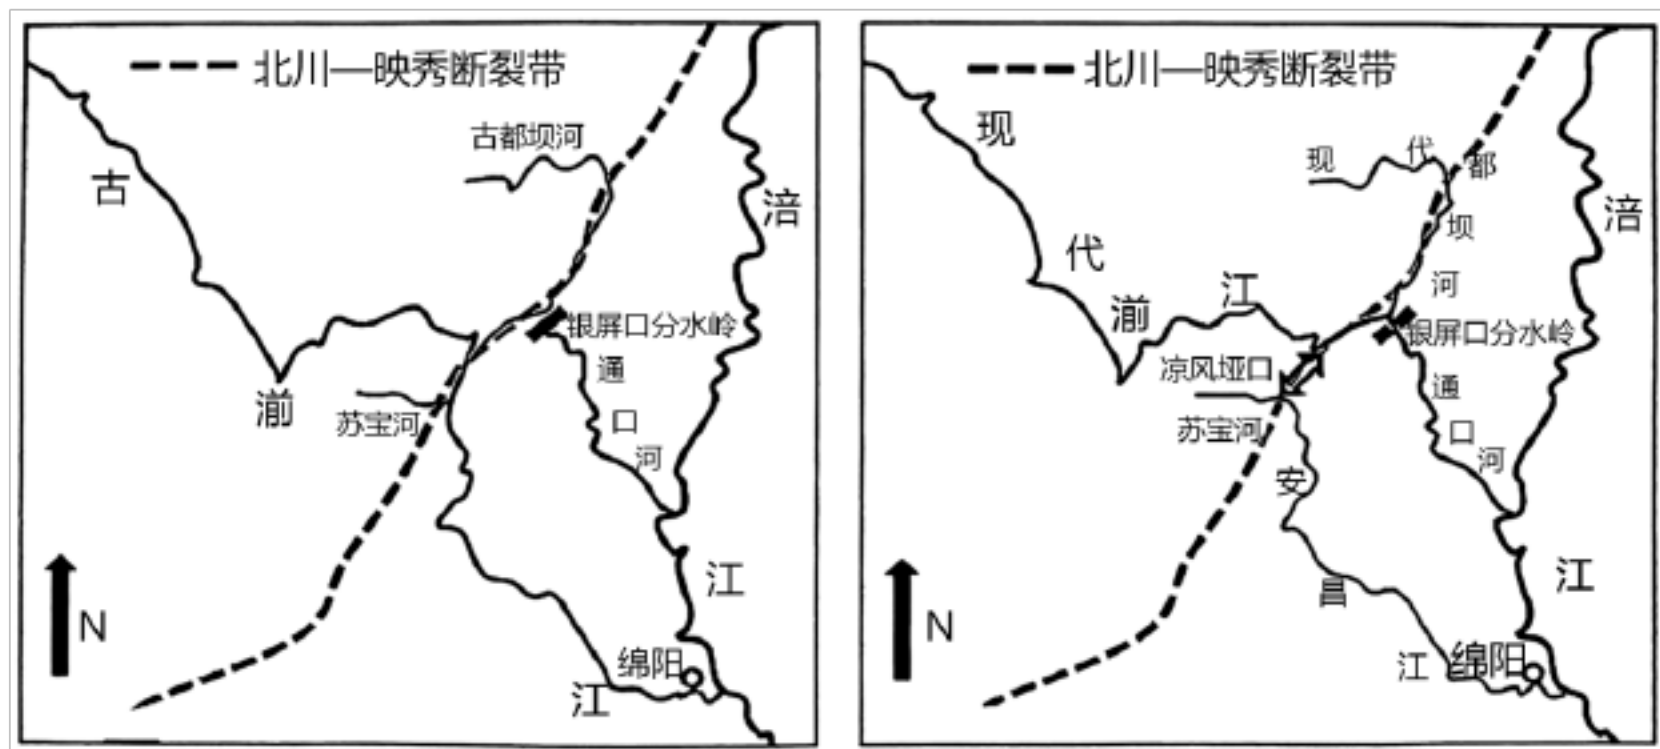 北川—映秀断裂带
古都坝河
古
涪
银屏口分水岭
通
湔
苏宝河
口
河
江
N
绵阳
江
北川—映秀断裂带
现
现
代
都
涪
坝
代
河
江
湔
银屏口分水岭
凉风垭口
通
苏宝河
口
河
安
江
昌
N
绵阳
江